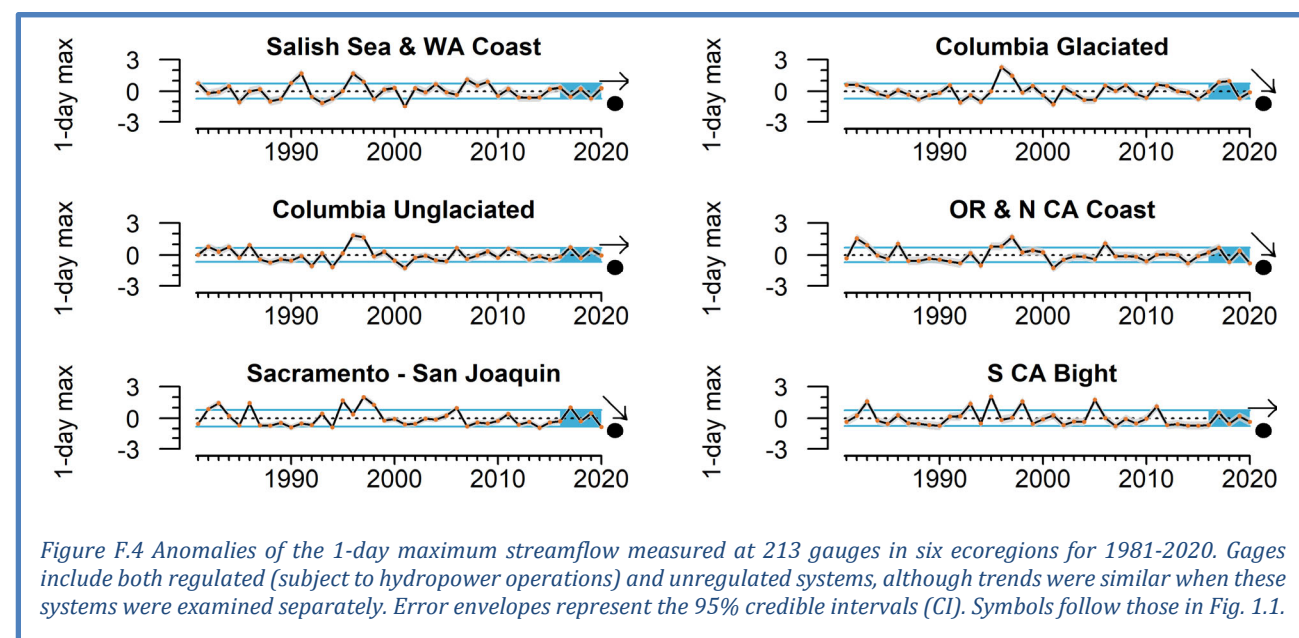 Salish Sea & WA Coast
1-day max
3
0
-3
1990
2000
2010
2020
Columbia Glaciated
1-day max
3
0
-3
1990
2000
2010
2020
Columbia Unglaciated
1-day max
3
0
-3
1990
2000
2010
2020
OR & N CA Coast
1-day max
3
0
-3
1990
2000
2010
2020
Sacramento - San Joaquin
1-day max
3
0
-3
1990
2000
2010
2020
S CA Bight
1-day max
3
0
-3
1990
2000
2010
2020
Figure F.4 Anomalies of the 1-day maximum streamflow measured at 213 gauges in six ecoregions for 1981-2020. Gages
include both regulated (subject to hydropower operations) and unregulated systems, although trends were similar when these
systems were examined separately. Error envelopes represent the 95% credible intervals (CI). Symbols follow those in Fig. 1.1.